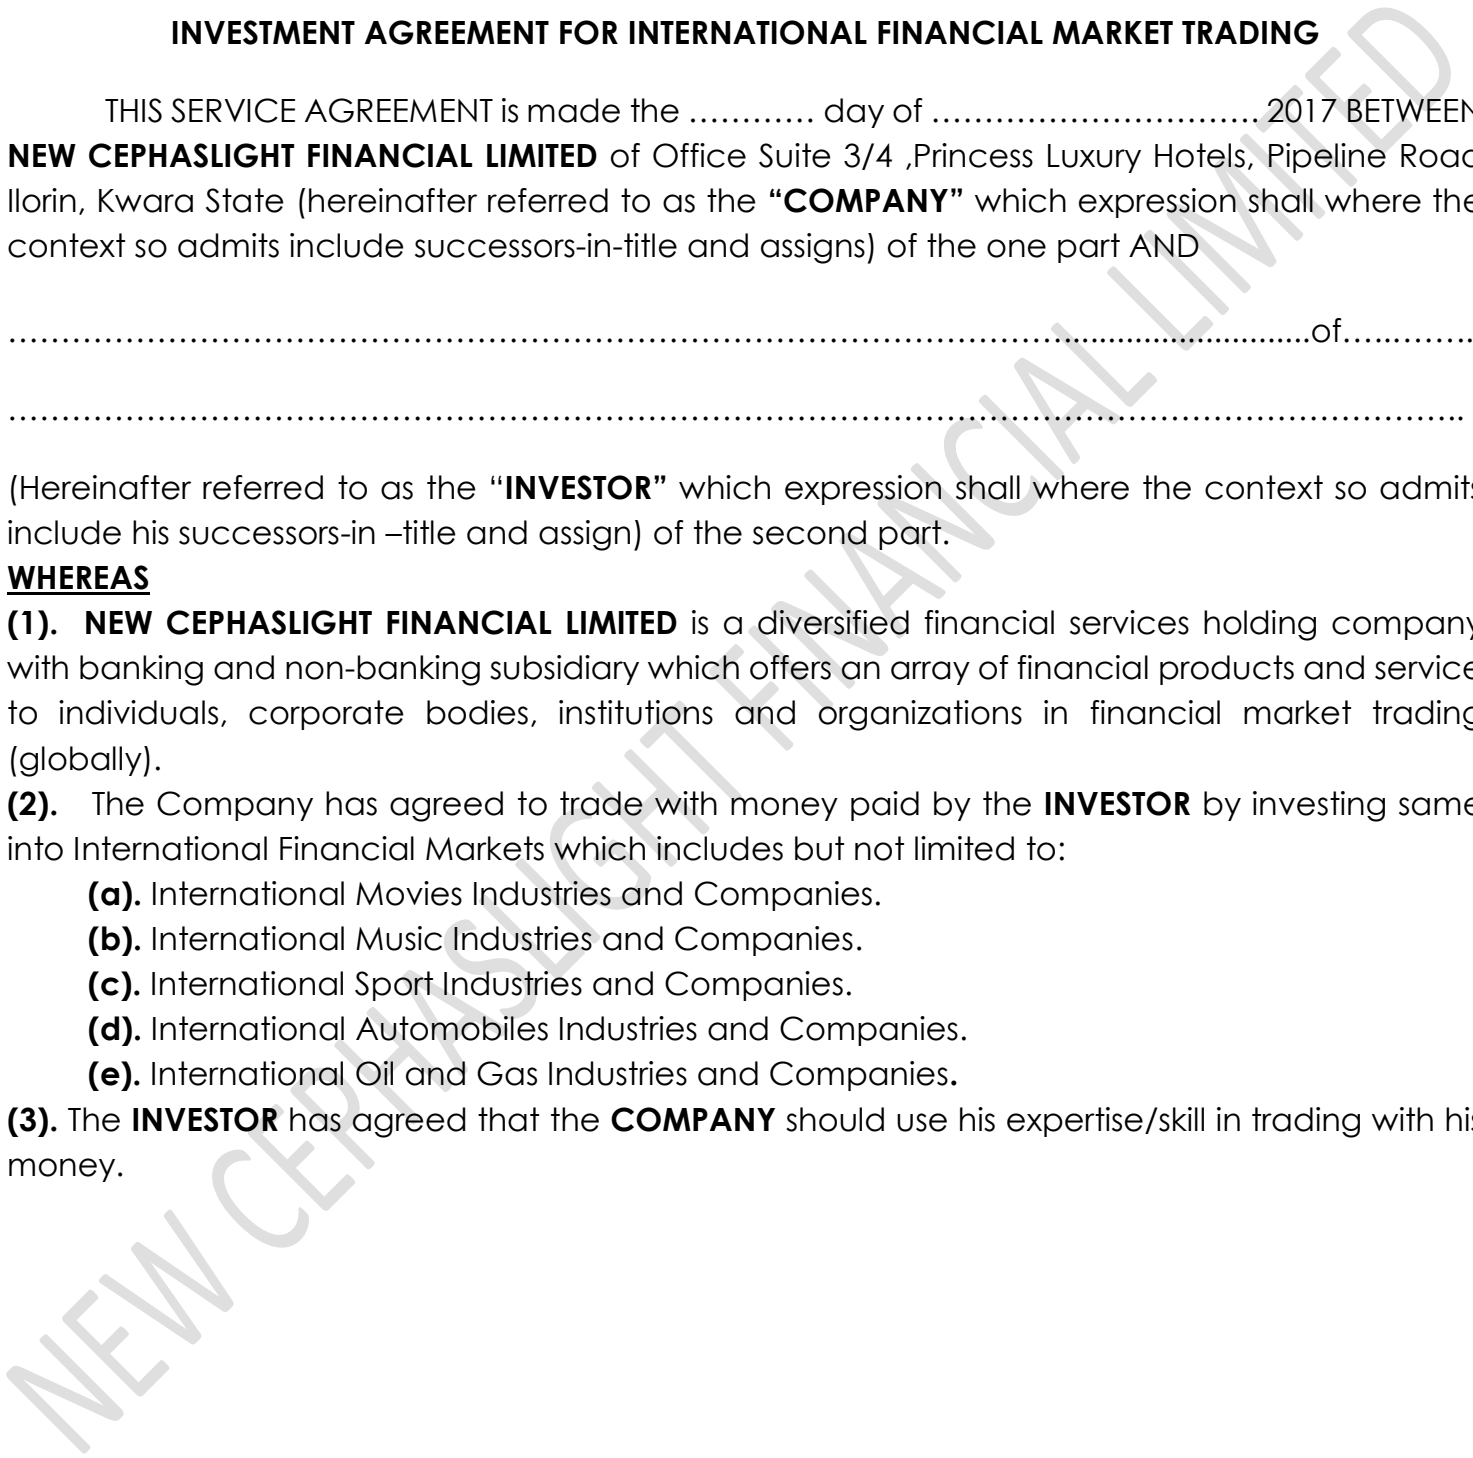 INVESTMENT AGREEMENT FOR INTERNATIONAL FINANCIAL MARKET TRADING
THIS SERVICE AGREEMENT is made the ………… day of …………………………. 2017 BETWEEN
NEW CEPHASLIGHT FINANCIAL LIMITED of Office Suite 3/4 ,Princess Luxury Hotels, Pipeline Road
Ilorin, Kwara State (hereinafter referred to as the “COMPANY” which expression shall where the
context so admits include successors-in-title and assigns) of the one part AND
………………………………………………………………………………………...........................of…..……..
…………………………………………………………………………………………………………………………..
(Hereinafter referred to as the “INVESTOR” which expression shall where the context so admits
include his successors-in –title and assign) of the second part.
WHEREAS
(1). NEW CEPHASLIGHT FINANCIAL LIMITED is a diversified financial services holding company
with banking and non-banking subsidiary which offers an array of financial products and service
to individuals, corporate bodies, institutions and organizations in financial market trading
(globally).
(2). The Company has agreed to trade with money paid by the INVESTOR by investing same
into International Financial Markets which includes but not limited to:
(a). International Movies Industries and Companies.
(b). International Music Industries and Companies.
(c). International Sport Industries and Companies.
(d). International Automobiles Industries and Companies.
(e). International Oil and Gas Industries and Companies.
(3). The INVESTOR has agreed that the COMPANY should use his expertise/skill in trading with his
money.
NEW CEPHASLIGHT FINANCIAL LIMITED